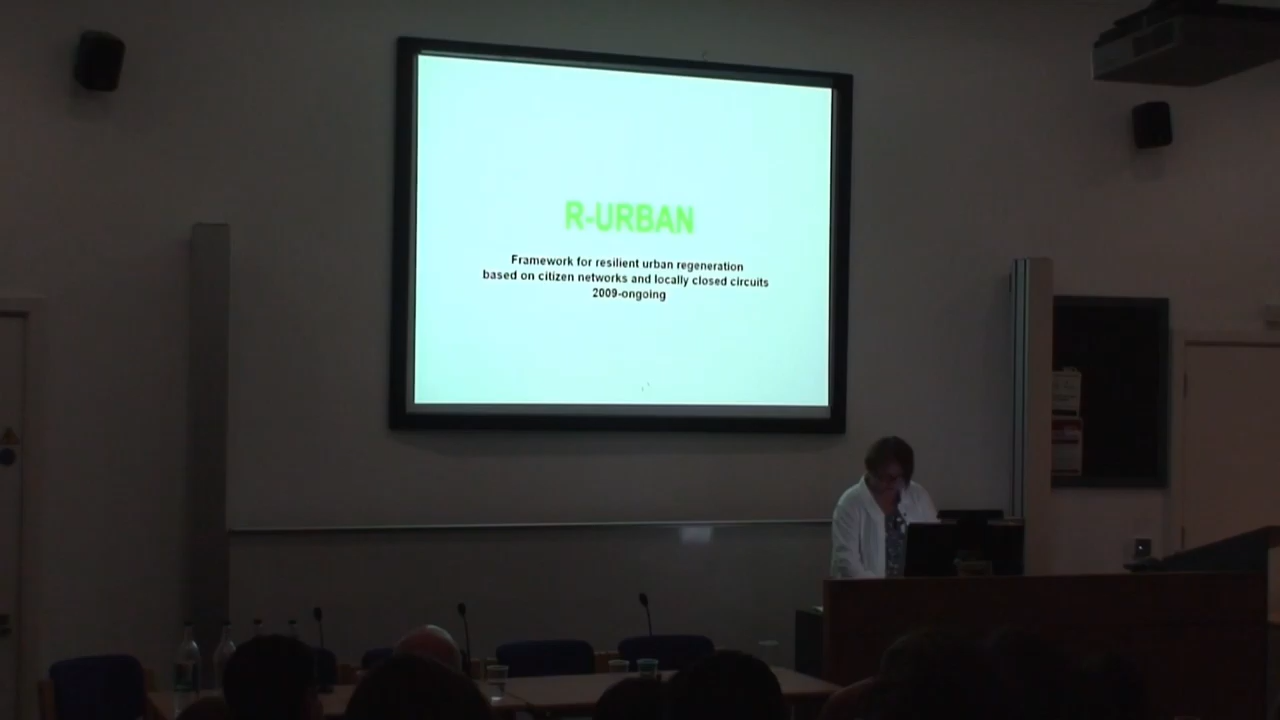 R-URBAN
Framework for resilient urban regeneration
based on citizen networks and locally closed circuits
2009-ongoing